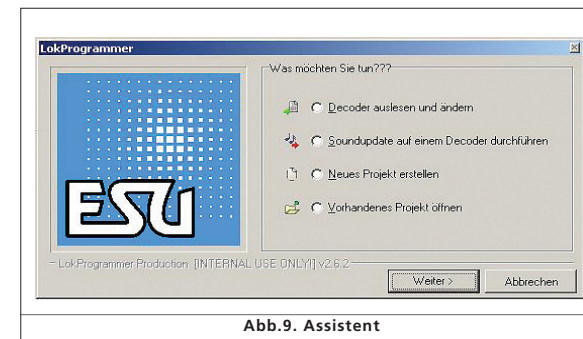 LokProgrammer
Was möchten Sie tun???
Decoder auslesen und ändern
Soundupdate auf einem Decoder durchführen
Neues Projekt erstellen
Vorhandenes Projekt öffnen
ESU
LokProgrammer Production [INTERNAL USE ONLY!] v2.6.2
Weiter >
Abbrechen
Abb.9. Assistent